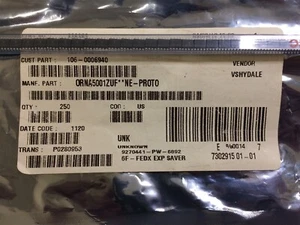 CUST PART : 106-0006940
VENDOR
MANF. PART : ORNA5001ZUF**NE-PROTO
VSHYDALE
QTY : 250 COO : US
DATE CODE : 1120
UNK
UNKNOWN
TRANS : PG280953
9270441-PW-6892
6F-FEDX EXP SAVER
7302915 01-01